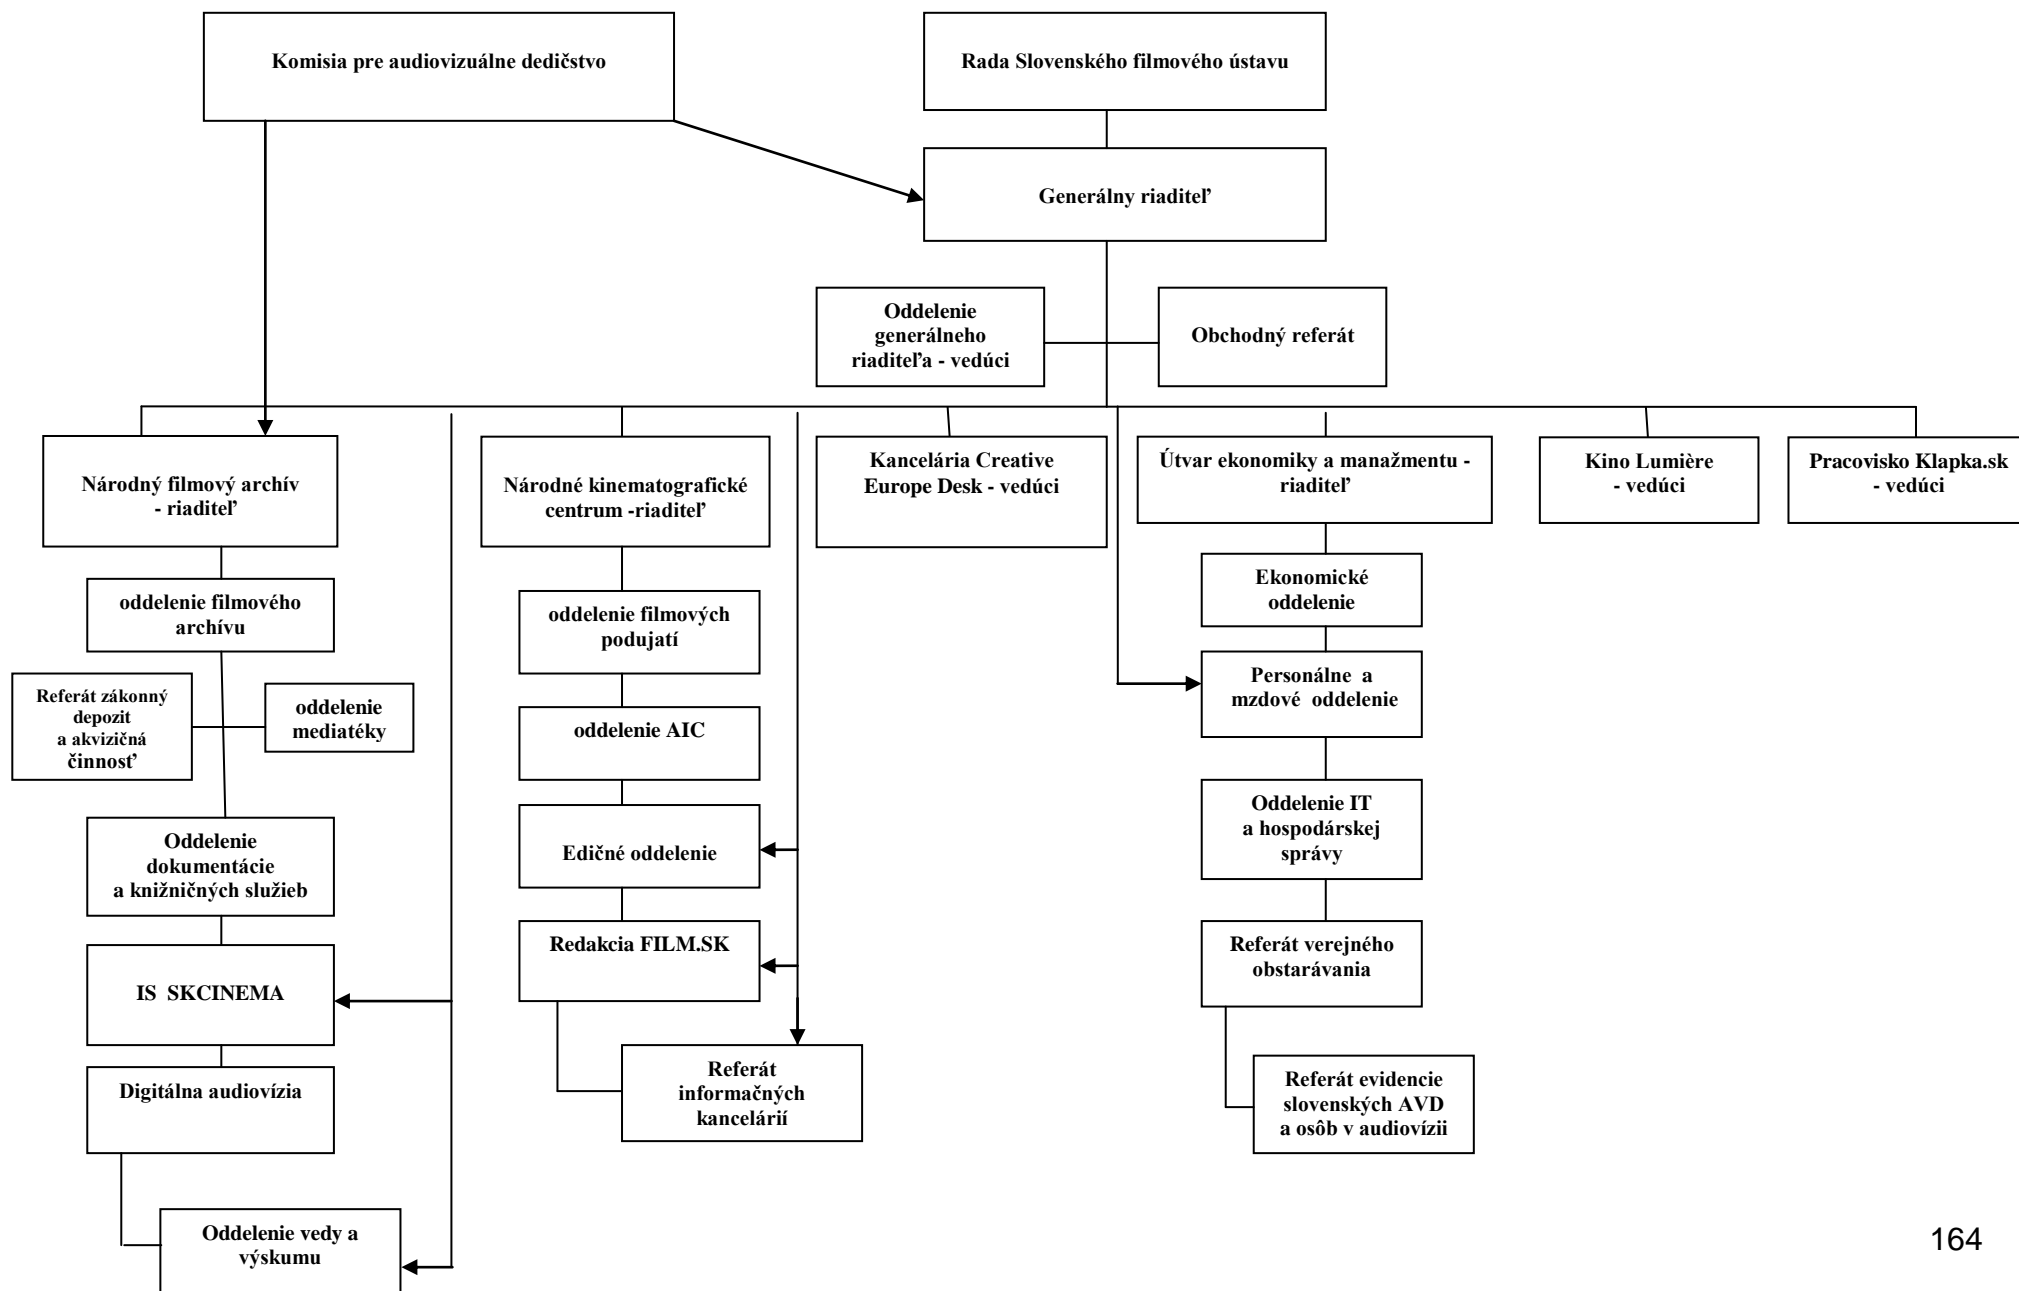 Komisia pre audiovizuálne dedičstvo
Rada Slovenského filmového ústavu
Generálny riaditeľ
Oddelenie
generálneho
riaditeľa - vedúci
Obchodný referát
Národný filmový archív
- riaditeľ
Národné kinematografické
centrum -riaditeľ
Kancelária Creative
Europe Desk - vedúci
Útvar ekonomiky a manažmentu -
riaditeľ
Kino Lumière
- vedúci
Pracovisko Klapka.sk
- vedúci
oddelenie filmového
archívu
Referát zákonný
depozit
a akvizičná
činnosť
oddelenie
mediatéky
Oddelenie
dokumentácie
a knižničných služieb
IS SKCINEMA
Digitálna audiovízia
Oddelenie vedy a
výskumu
oddelenie filmových
podujatí
oddelenie AIC
Edičné oddelenie
Redakcia FILM.SK
Referát
informačných
kancelárií
Ekonomické
oddelenie
Personálne a
mzdové oddelenie
Oddelenie IT
a hospodárskej
správy
Referát verejného
obstarávania
Referát evidencie
slovenských AVD
a osôb v audiovízii
164